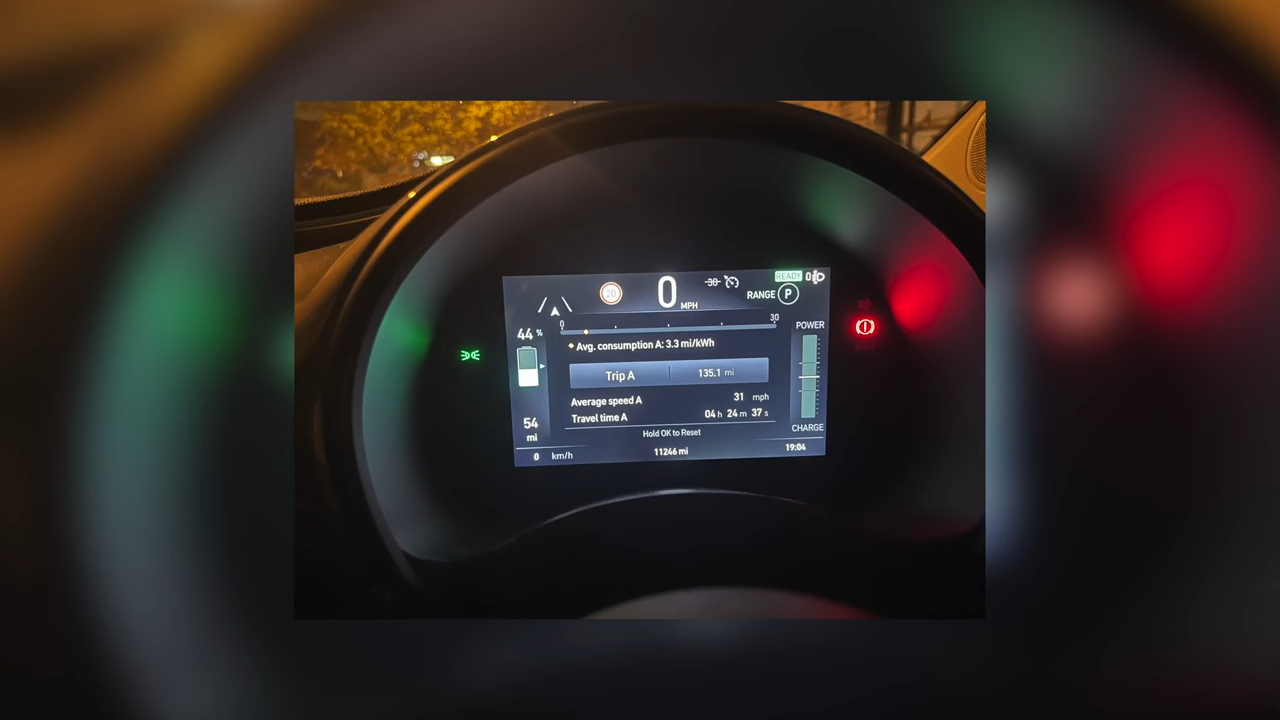 READY
20
0 MPH
30
RANGE P
0 30
POWER
44 %
Avg. consumption A: 3.3 mi/kWh
Trip A 135.1 mi
Average speed A 31 mph
Travel time A 04 h 24 m 37 s
54
mi
CHARGE
Hold OK to Reset
0 km/h 11246 mi 19:04